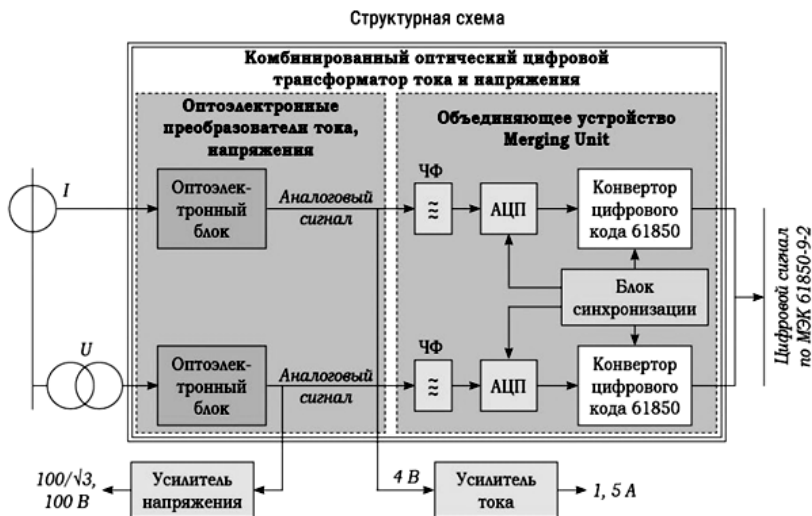 Структурная схема
Комбинированный оптический цифровой
трансформатор тока и напряжения
Оптоэлектронные
преобразователи тока,
напряжения
Объединяющее устройство
Merging Unit
I
Оптоэлек-
тронный
блок
Аналоговый
сигнал
ЧФ
≈
АЦП
Конвертор
цифрового
кода 61850
Блок
синхронизации
Цифровой сигнал
по МЭК 61850-9-2
U
Оптоэлек-
тронный
блок
Аналоговый
сигнал
ЧФ
≈
АЦП
Конвертор
цифрового
кода 61850
100/√3,
100 В
Усилитель
напряжения
4 В
Усилитель
тока
1, 5 А